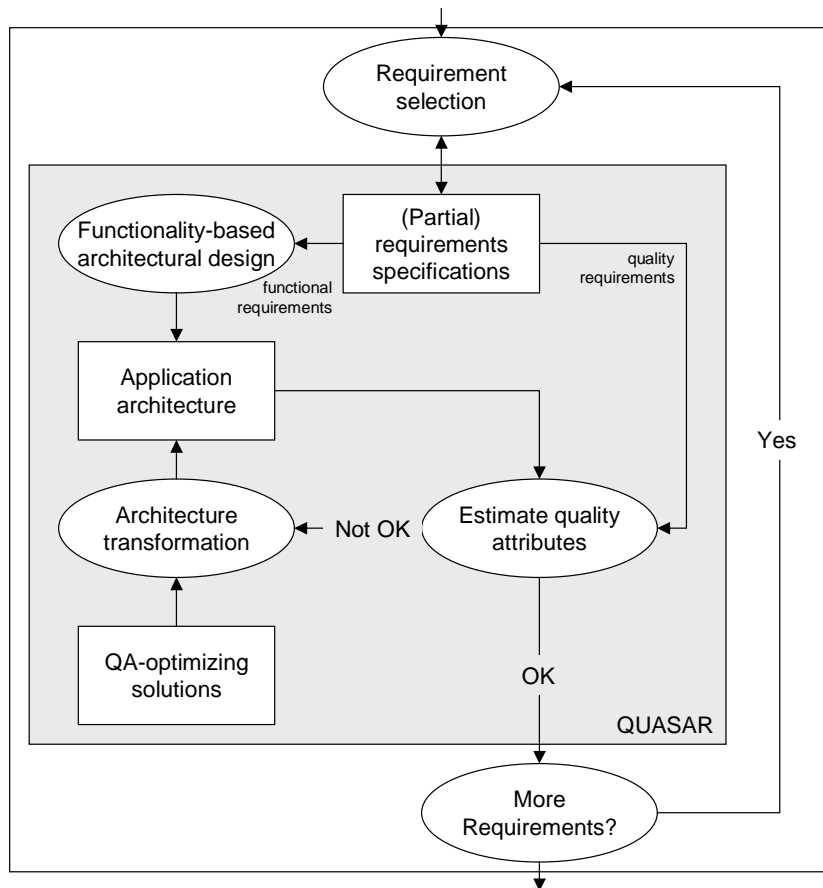 Requirement
selection
(Partial)
requirements
specifications
Functionality-based
architectural design
functional
requirements
quality
requirements
Application
architecture
Yes
Architecture
transformation
Not OK
Estimate quality
attributes
QA-optimizing
solutions
OK
QUASAR
More
Requirements?